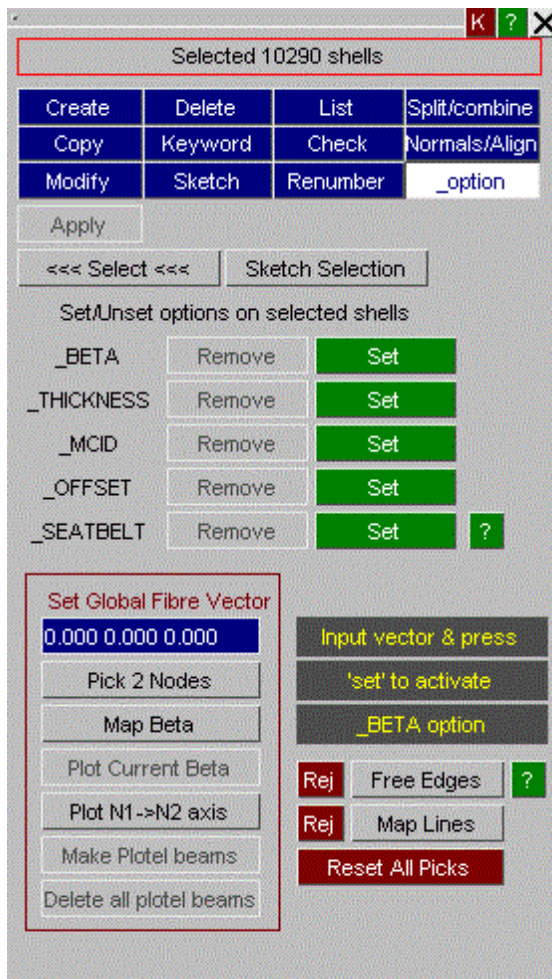 K ? X
Selected 10290 shells
Create Delete List Split/combine
Copy Keyword Check Normals/Align
Modify Sketch Renumber _option
Apply
<<< Select <<< Sketch Selection
Set/Unset options on selected shells
_BETA Remove Set
_THICKNESS Remove Set
_MCID Remove Set
_OFFSET Remove Set
_SEATBELT Remove Set ?
Set Global Fibre Vector
0.000 0.000 0.000
Pick 2 Nodes
Map Beta
Plot Current Beta
Plot N1->N2 axis
Make Plotel beams
Delete all plotel beams
Input vector & press
'set' to activate
_BETA option
Rej Free Edges ?
Rej Map Lines
Reset All Picks